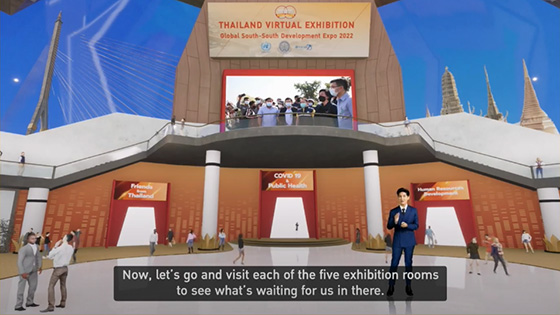 THAILAND VIRTUAL EXHIBITION
Global South-South Development Expo 2022
Friends
from
Thailand
COVID 19
&
Public Health
Human Resources
Development
Now, let's go and visit each of the five exhibition rooms
to see what's waiting for us in there.